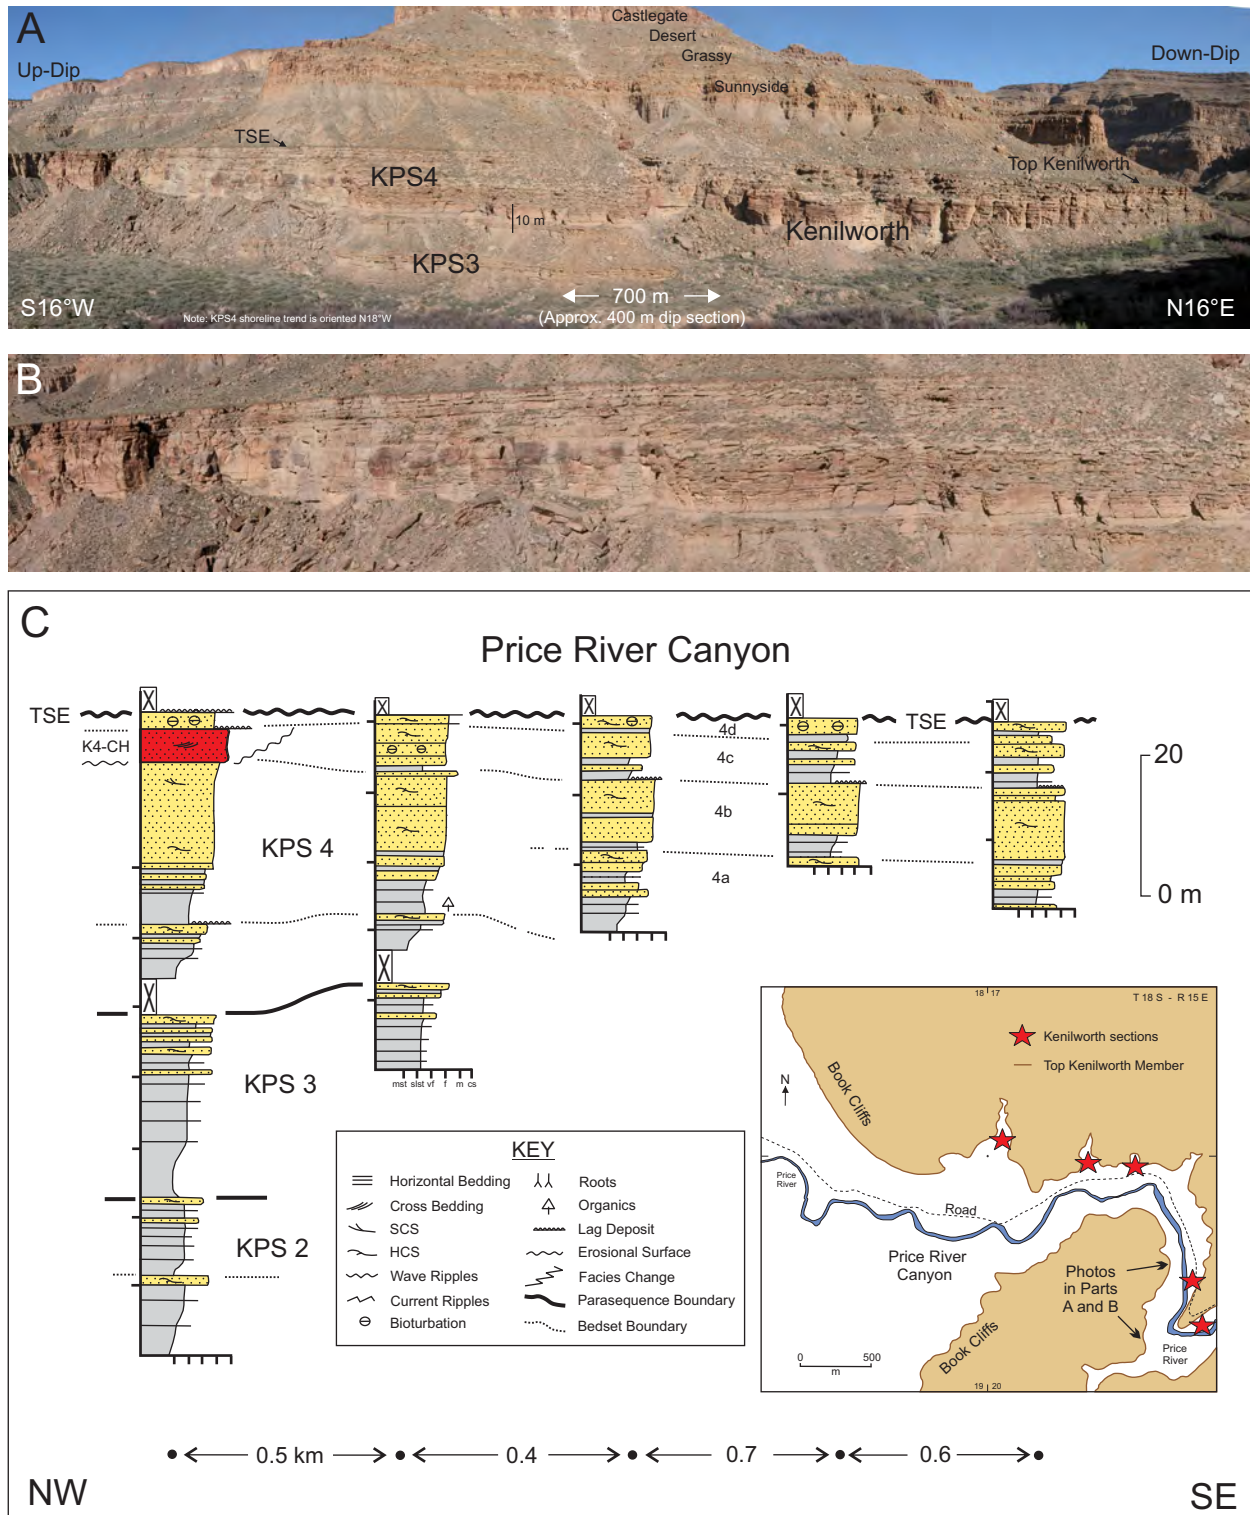 A
Up-Dip
Castlegate
Desert
Grassy
Sunnyside
Down-Dip
TSE
KPS4
Top Kenilworth
10 m
Kenilworth
KPS3
S16°W
Note: KPS4 shoreline trend is oriented N18°W
700 m
(Approx. 400 m dip section)
N16°E
B
C
Price River Canyon
TSE
TSE
K4-CH
4d
4c
4b
4a
20
0 m
KPS 4
KPS 3
KPS 2
mst slst vf f m cs
KEY
Horizontal Bedding
Cross Bedding
SCS
HCS
Wave Ripples
Current Ripples
Bioturbation
Roots
Organics
Lag Deposit
Erosional Surface
Facies Change
Parasequence Boundary
Bedset Boundary
18 17
T 18 S - R 15 E
Kenilworth sections
Top Kenilworth Member
Book Cliffs
N
Price
River
Road
Price River
Canyon
Photos
in Parts
A and B
Book Cliffs
Price
River
0 500
m
19 20
0.5 km
0.4
0.7
0.6
NW
SE